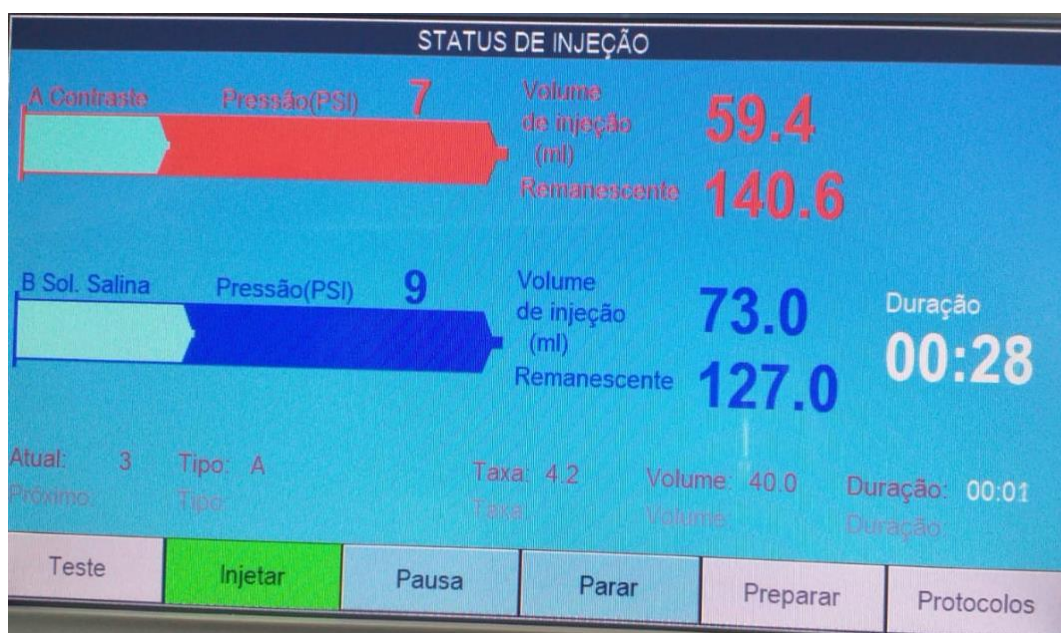 STATUS DE INJEÇÃO
A Contraste Pressão(PSI) 7
Volume
de injeção
(ml)
59.4
Remanescente 140.6
B Sol. Salina Pressão(PSI) 9
Volume
de injeção
(ml)
73.0
Remanescente 127.0
Duração
00:28
Atual: 3 Tipo: A Taxa: 4.2 Volume: 40.0 Duração: 00:01
Próximo: Tipo: Taxa: Volume: Duração:
Teste Injetar Pausa Parar Preparar Protocolos